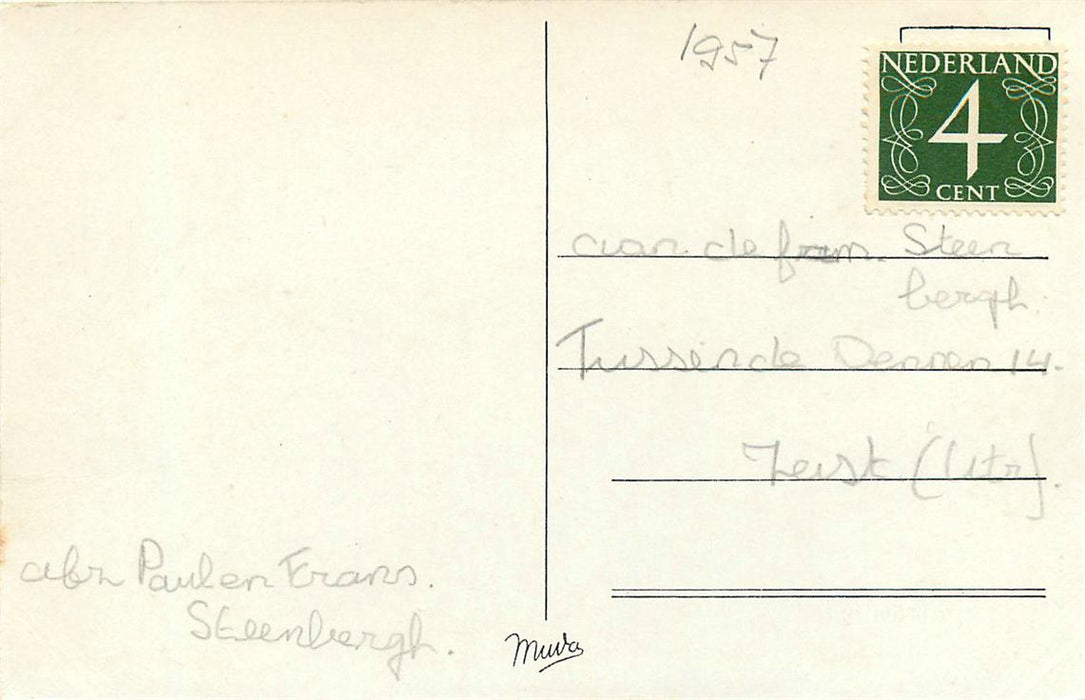 1957
NEDERLAND
4
CENT
aan de fam. Steen
bergh.
Tussen de Dennen 14.
Zeist (Utr).
abz Paul en Frans.
Steenbergh.
Muva